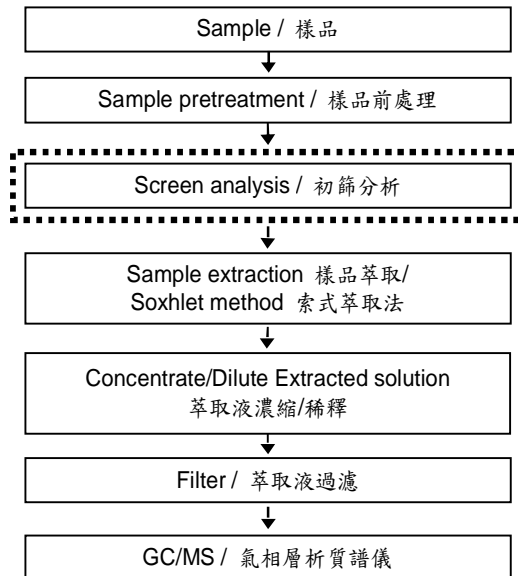 Sample / 樣品
Sample pretreatment / 樣品前處理
Screen analysis / 初篩分析
Sample extraction 樣品萃取/
Soxhlet method 索式萃取法
Concentrate/Dilute Extracted solution
萃取液濃縮/稀釋
Filter / 萃取液過濾
GC/MS / 氣相層析質譜儀